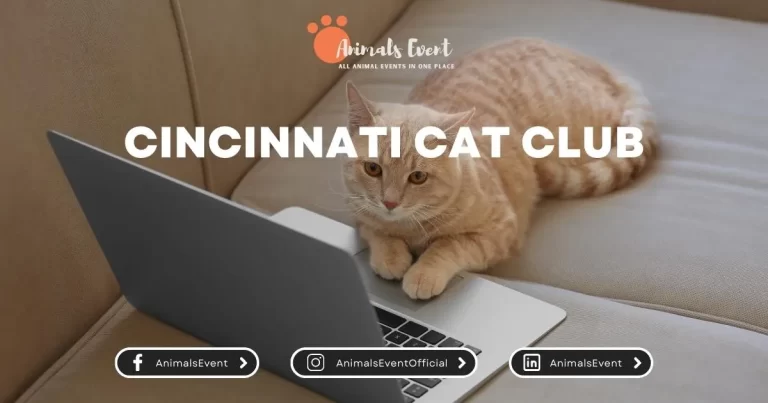 Animals Event
ALL ANIMAL EVENTS IN ONE PLACE
CINCINNATI CAT CLUB
AnimalsEvent
AnimalsEventOfficial
AnimalsEvent